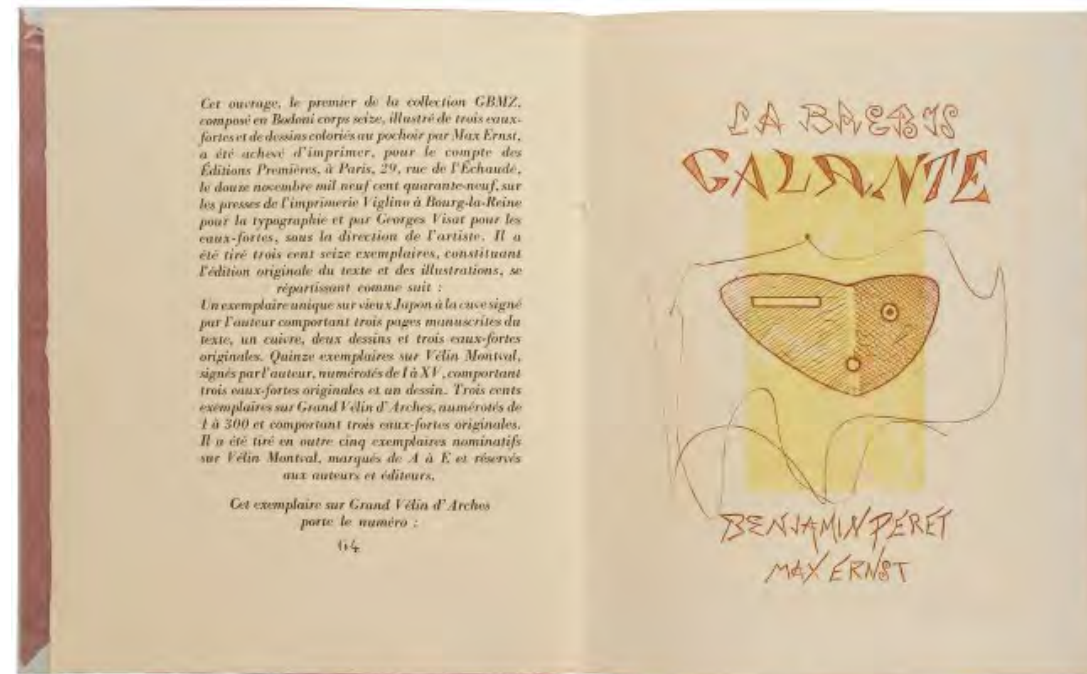 Cet ouvrage, le premier de la collection GBMZ,
composé en Bodoni corps seize, illustré de trois eaux-
fortes et de dessins coloriés au pochoir par Max Ernst,
a été achevé d'imprimer, pour le compte des
Éditions Premières, à Paris, 29, rue de l'Échaudé,
le douze novembre mil neuf cent quarante-neuf, sur
les presses de l'imprimerie Viglino à Bourg-la-Reine
pour la typographie et par Georges Visat pour les
eaux-fortes, sous la direction de l'artiste. Il a
été tiré trois cent seize exemplaires, constituant
l'édition originale du texte et des illustrations, se
répartissant comme suit :
Un exemplaire unique sur vieux Japon à la cuve signé
par l'auteur comportant trois pages manuscrites du
texte, un cuivre, deux dessins et trois eaux-fortes
originales. Quinze exemplaires sur Vélin Montval,
signés par l'auteur, numérotés de I à XV, comportant
trois eaux-fortes originales et un dessin. Trois cents
exemplaires sur Grand Vélin d'Arches, numérotés de
1 à 300 et comportant trois eaux-fortes originales.
Il a été tiré en outre cinq exemplaires nominatifs
sur Vélin Montval, marqués de A à E et réservés
aux auteurs et éditeurs.
Cet exemplaire sur Grand Vélin d'Arches
porte le numéro :
164
LA BREBIS
GALANTE
BENJAMIN PÉRET
MAX ERNST